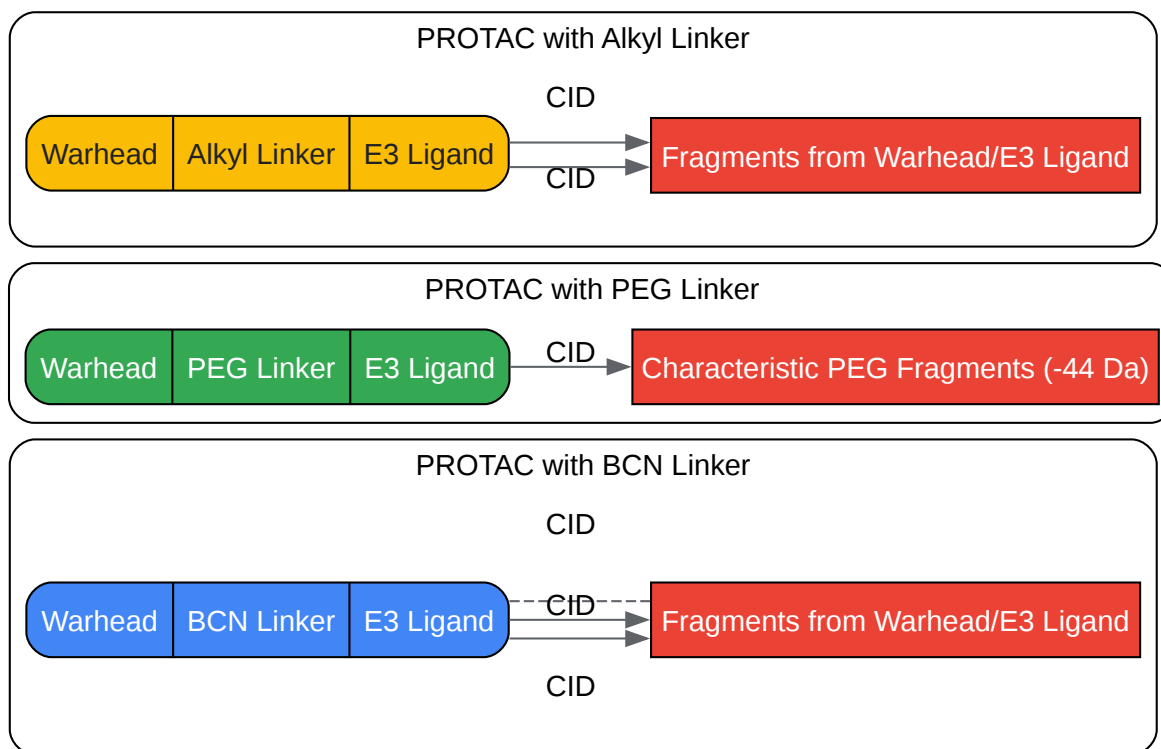 PROTAC with Alkyl Linker
CID
Warhead Alkyl Linker E3 Ligand Fragments from Warhead/E3 Ligand
CID
PROTAC with PEG Linker
CID
Warhead PEG Linker E3 Ligand Characteristic PEG Fragments (-44 Da)
PROTAC with BCN Linker
CID
CID
Warhead BCN Linker E3 Ligand Fragments from Warhead/E3 Ligand
CID